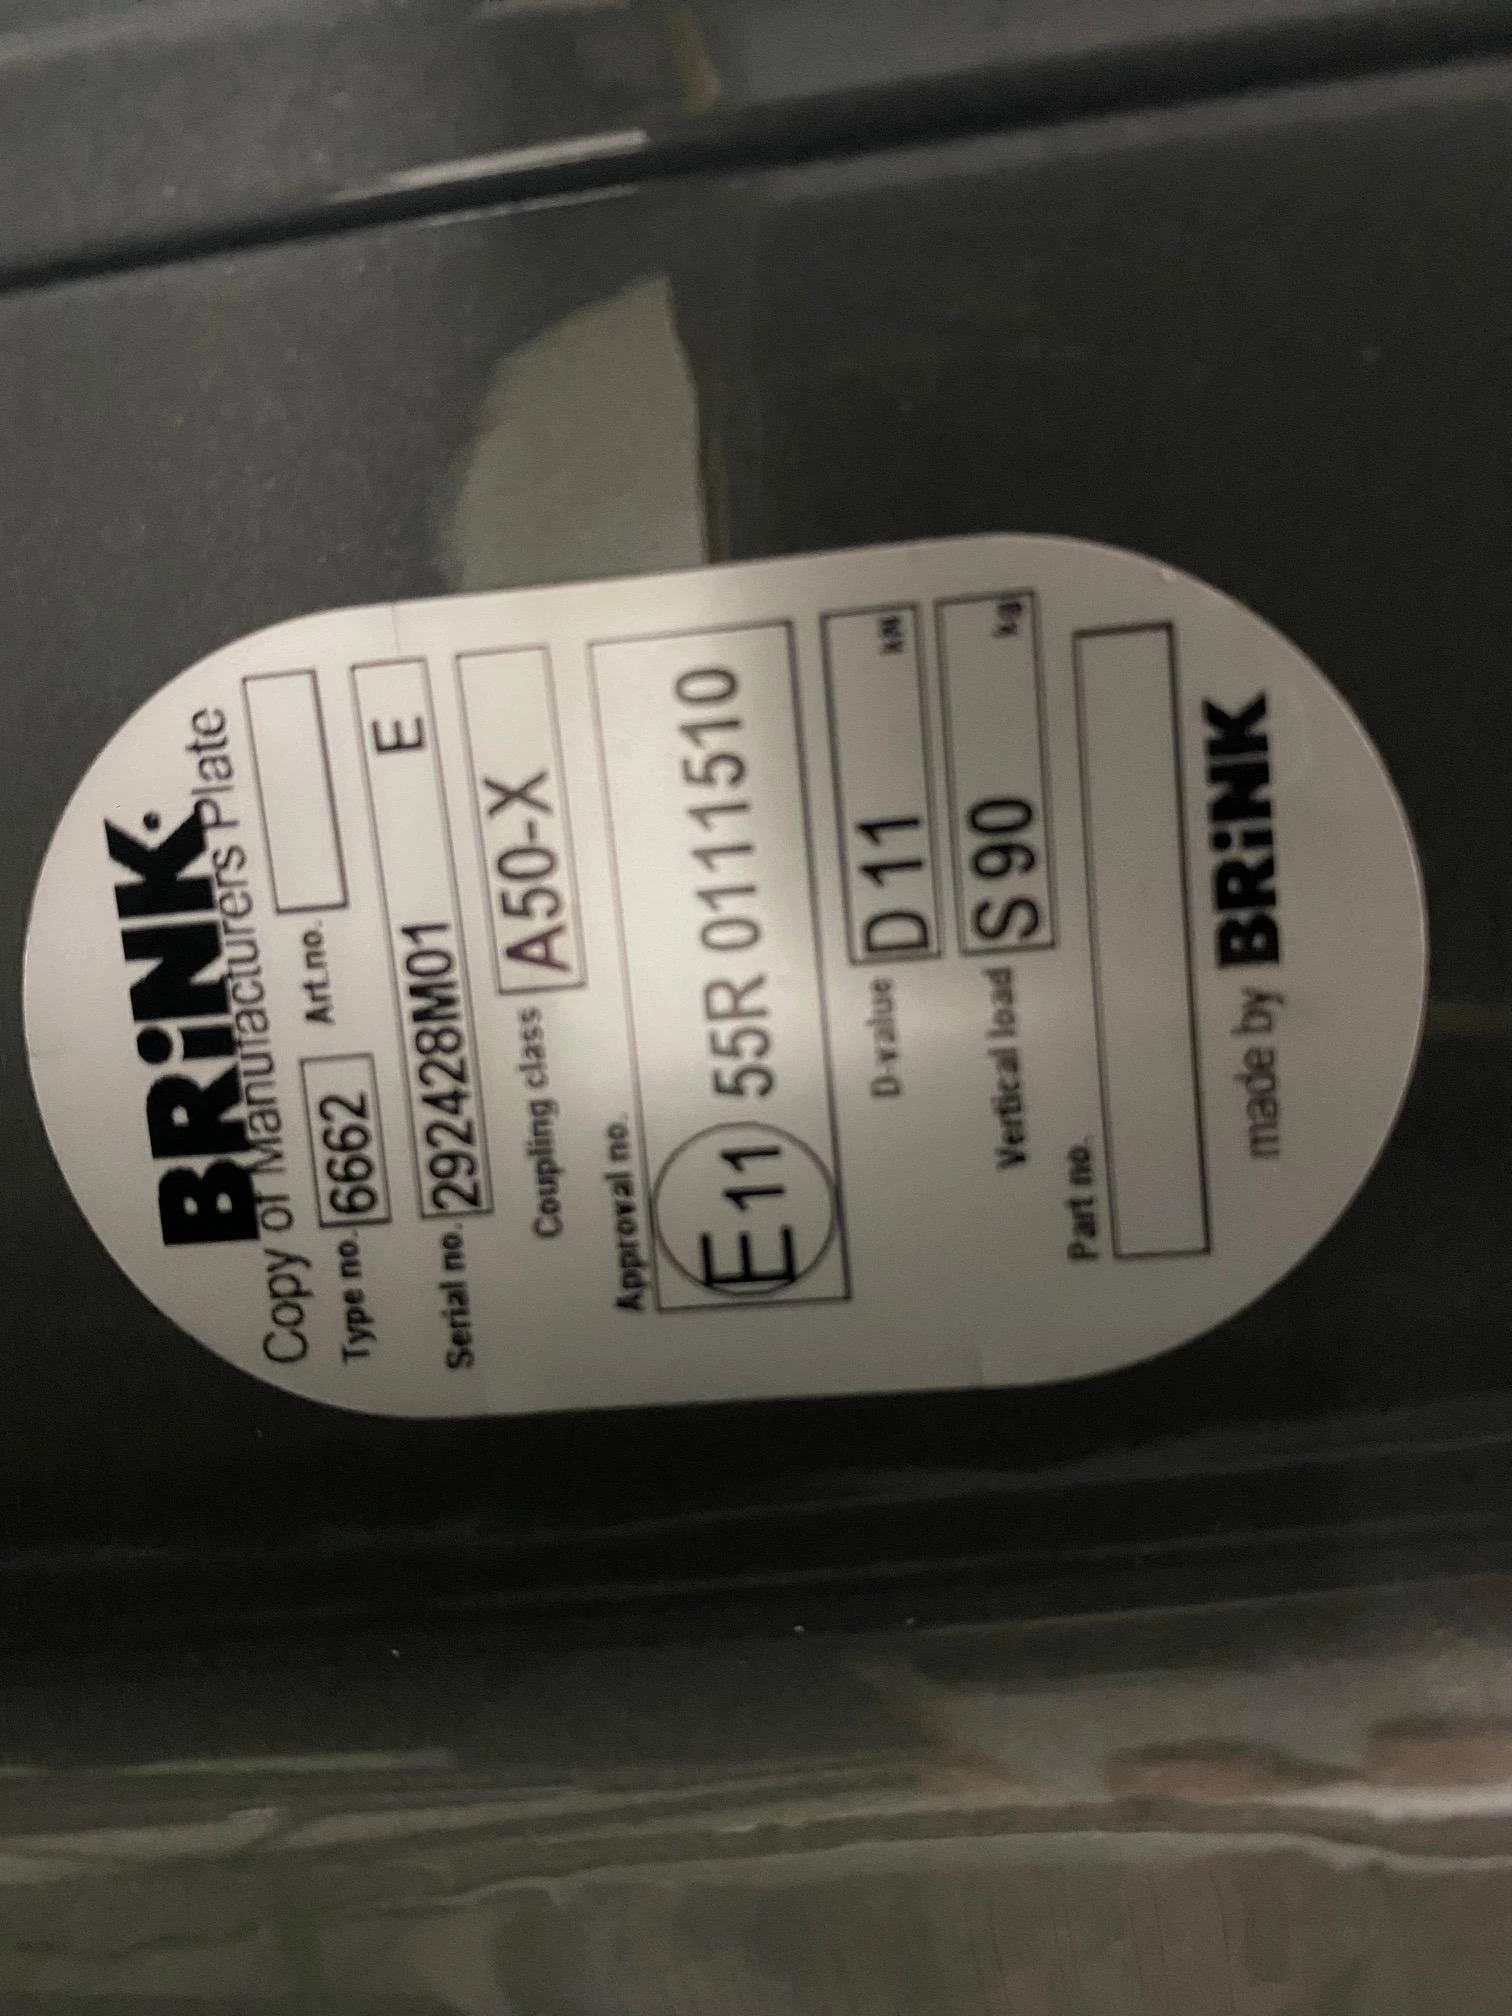 BRiNK.
Copy of Manufacturers Plate
Type no. 6662 Art.no.
Serial no. 292428M01 E
Coupling class A50-X
Approval no.
E11 55R 0111510
D-value D 11 kN
Vertical load S 90 kg
Part no.
made by BRiNK